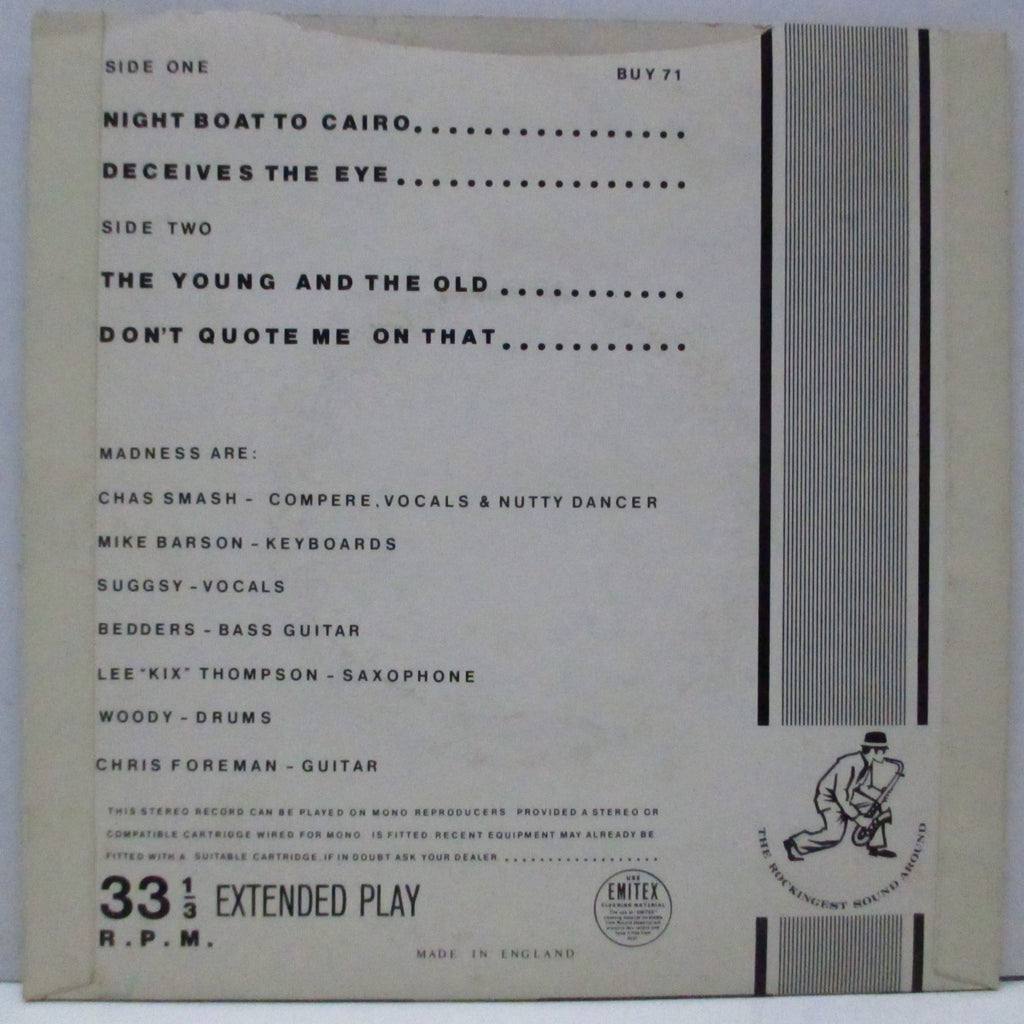 SIDE ONE BUY 71
NIGHT BOAT TO CAIRO.................
DECEIVES THE EYE.................
SIDE TWO
THE YOUNG AND THE OLD...........
DON'T QUOTE ME ON THAT...........
MADNESS ARE:
CHAS SMASH - COMPERE, VOCALS & NUTTY DANCER
MIKE BARSON - KEYBOARDS
SUGGSY - VOCALS
BEDDERS - BASS GUITAR
LEE "KIX" THOMPSON - SAXOPHONE
WOODY - DRUMS
CHRIS FOREMAN - GUITAR
THIS STEREO RECORD CAN BE PLAYED ON MONO REPRODUCERS PROVIDED A STEREO OR
COMPATIBLE CARTRIDGE WIRED FOR MONO IS FITTED RECENT EQUIPMENT MAY ALREADY BE
FITTED WITH A SUITABLE CARTRIDGE. IF IN DOUBT ASK YOUR DEALER ..................
33 1/3 EXTENDED PLAY
R.P.M.
MADE IN ENGLAND
USE
EMITEX
CLEANING MATERIAL
THE ROCKINGEST SOUND AROUND